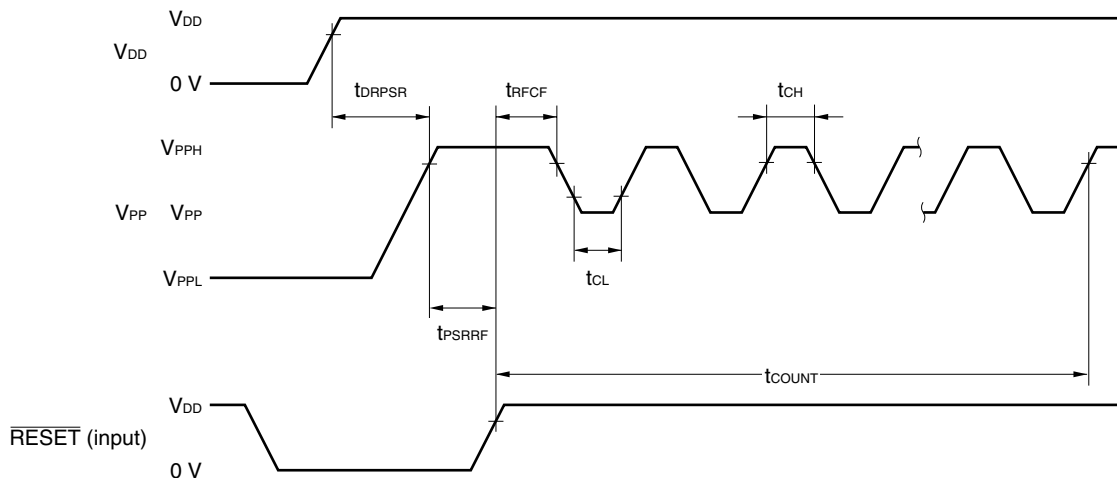 VDD
VDD
0 V
tDRPSR
tRFCF
tCH
VPPH
VPP VPP
VPPL
tCL
tPSRRF
tCOUNT
VDD
RESET (input)
0 V